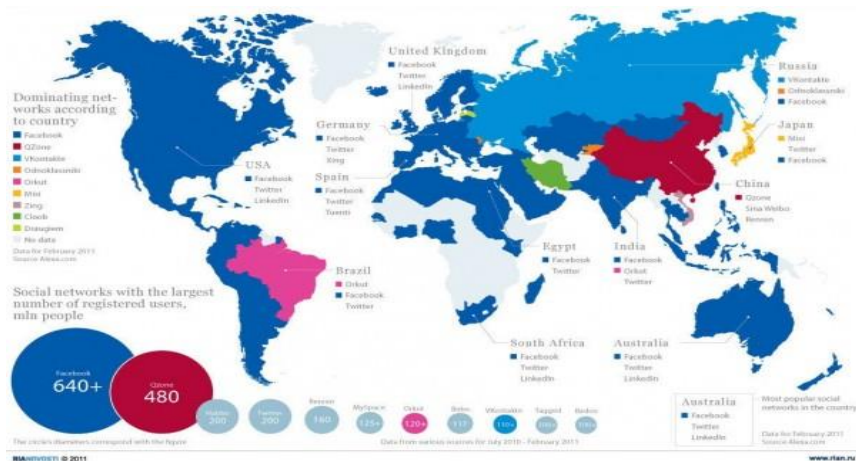 United Kingdom
Facebook
Twitter
LinkedIn
Russia
VKontakte
Odnoklassniki
Facebook
Dominating net-
works according
to country
Facebook
QZone
VKontakte
Odnoklassniki
Orkut
Mixi
Zing
Cloob
Draugiem
No data
Data for February 2011
Source Alexa.com
Germany
Facebook
Twitter
Xing
Japan
Mixi
Twitter
Facebook
USA
Facebook
Twitter
LinkedIn
Spain
Facebook
Twitter
Tuenti
China
Qzone
Sina Weibo
Renren
Egypt
Facebook
Twitter
India
Facebook
Orkut
Twitter
Brazil
Orkut
Facebook
Twitter
Social networks with the largest
number of registered users,
mln people
South Africa
Facebook
Twitter
LinkedIn
Australia
Facebook
Twitter
LinkedIn
Facebook
640+
Qzone
480
200
Twitter
200
Renren
160
MySpace
125+
Orkut
120+
Bebo
117
VKontakte
110+
Tagged
100+
Badoo
The circle's diameters correspond with the figure
Data from various sources for July 2010 - February 2011
Australia
Facebook
Twitter
LinkedIn
Most popular social
networks in the country
Data for February 2011
Source Alexa.com
RIANOVOSTI © 2011
www.rian.ru